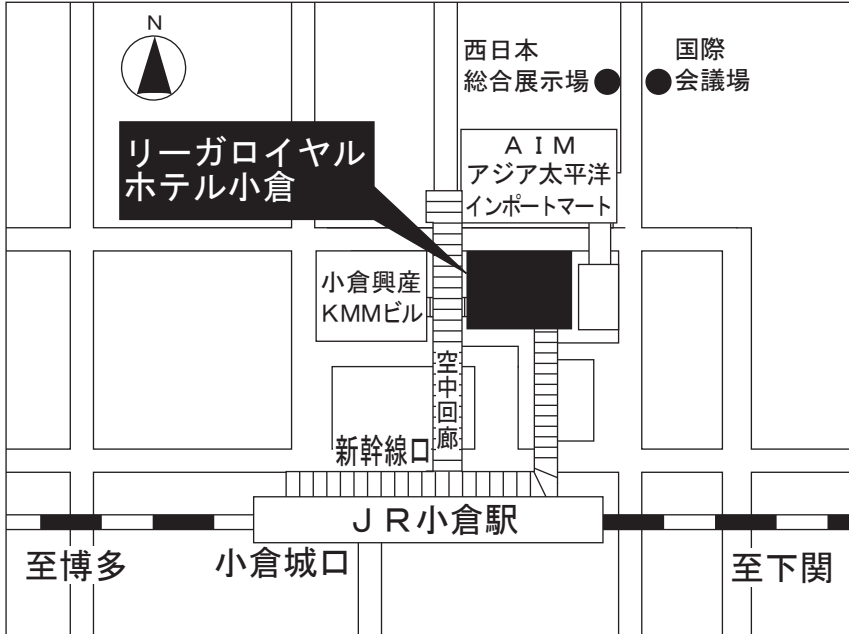 N
西日本
総合展示場
国際
会議場
リーガロイヤル
ホテル小倉
AIM
アジア太平洋
インポートマート
小倉興産
KMMビル
空中回廊
新幹線口
JR小倉駅
至博多
小倉城口
至下関